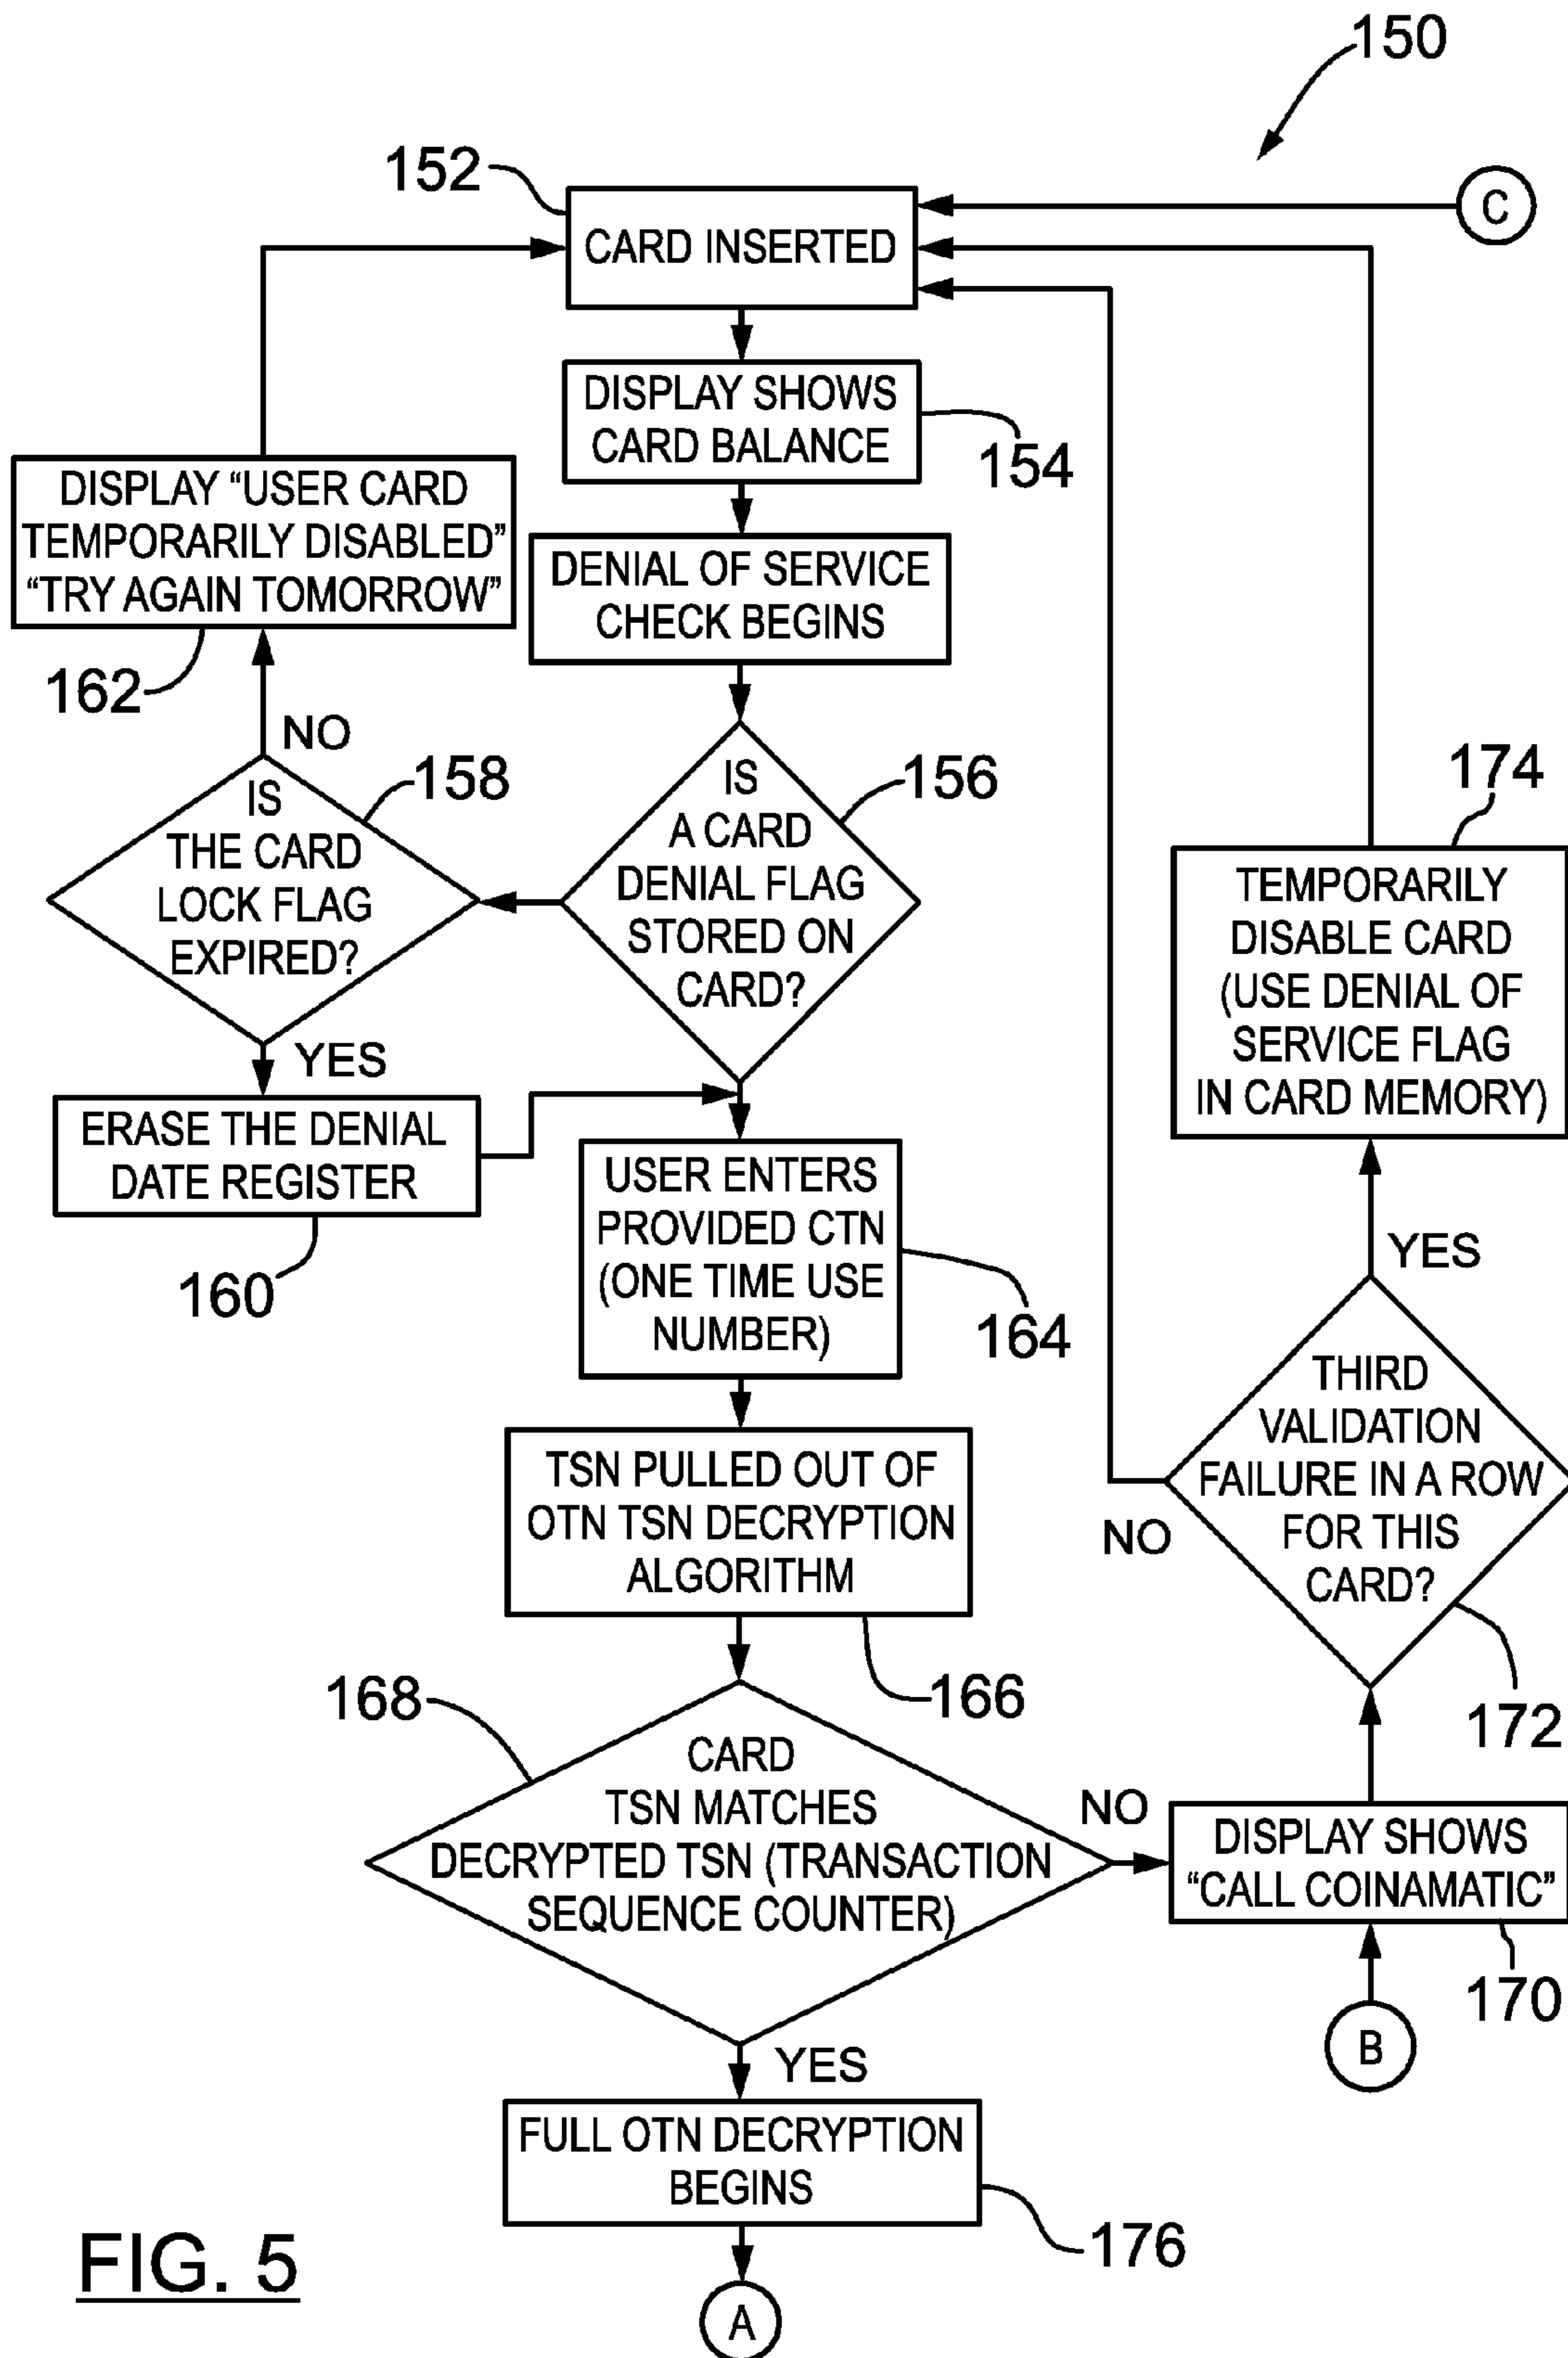 150
152
CARD INSERTED
C
DISPLAY SHOWS
CARD BALANCE
154
DISPLAY “USER CARD
TEMPORARILY DISABLED”
“TRY AGAIN TOMORROW”
162
DENIAL OF SERVICE
CHECK BEGINS
NO
158
IS
THE CARD
LOCK FLAG
EXPIRED?
YES
156
IS
A CARD
DENIAL FLAG
STORED ON
CARD?
174
TEMPORARILY
DISABLE CARD
(USE DENIAL OF
SERVICE FLAG
IN CARD MEMORY)
ERASE THE DENIAL
DATE REGISTER
160
USER ENTERS
PROVIDED CTN
(ONE TIME USE
NUMBER)
164
YES
THIRD
VALIDATION
FAILURE IN A ROW
FOR THIS
CARD?
NO
172
TSN PULLED OUT OF
OTN TSN DECRYPTION
ALGORITHM
166
168
CARD
TSN MATCHES
DECRYPTED TSN (TRANSACTION
SEQUENCE COUNTER)
NO
DISPLAY SHOWS
“CALL COINAMATIC”
170
B
YES
FULL OTN DECRYPTION
BEGINS
176
A
FIG. 5